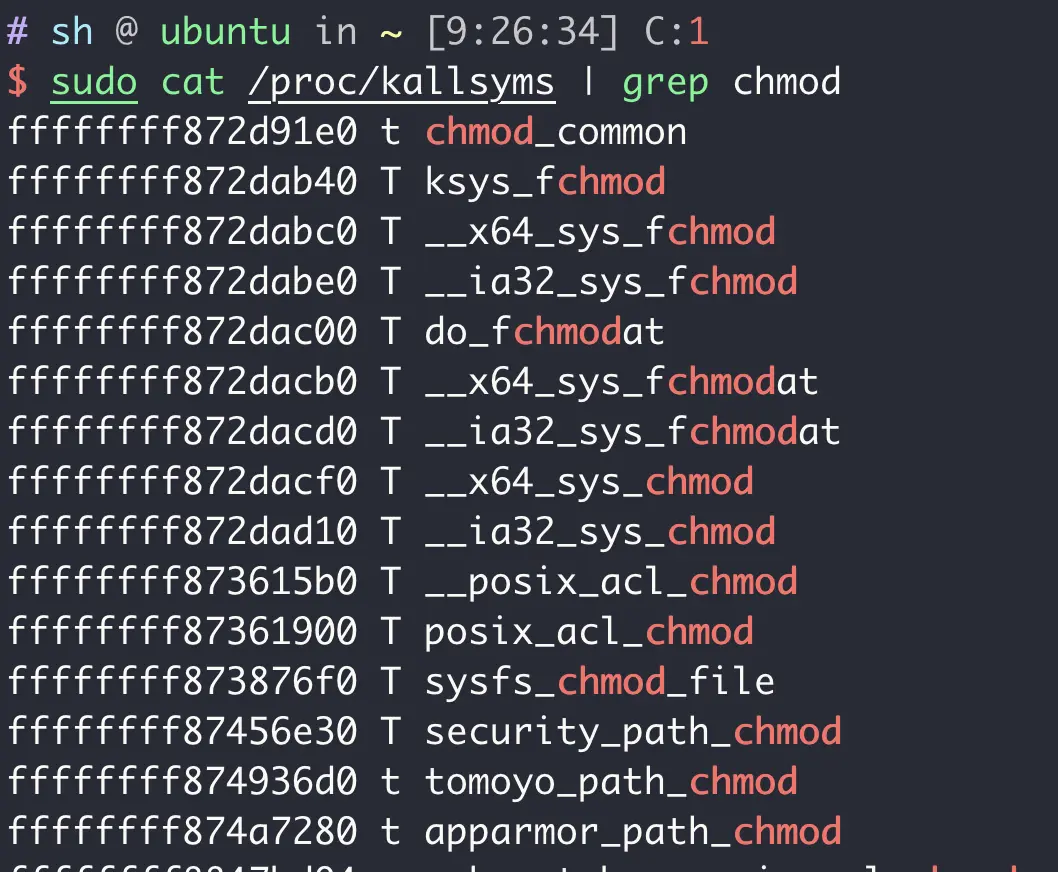 # sh @ ubuntu in ~ [9:26:34] C:1
$ sudo cat /proc/kallsyms | grep chmod
ffffffff872d91e0 t chmod_common
ffffffff872dab40 T ksys_fchmod
ffffffff872dabc0 T __x64_sys_fchmod
ffffffff872dabe0 T __ia32_sys_fchmod
ffffffff872dac00 T do_fchmodat
ffffffff872dacb0 T __x64_sys_fchmodat
ffffffff872dacd0 T __ia32_sys_fchmodat
ffffffff872dacf0 T __x64_sys_chmod
ffffffff872dad10 T __ia32_sys_chmod
ffffffff873615b0 T __posix_acl_chmod
ffffffff87361900 T posix_acl_chmod
ffffffff873876f0 T sysfs_chmod_file
ffffffff87456e30 T security_path_chmod
ffffffff874936d0 t tomoyo_path_chmod
ffffffff874a7280 t apparmor_path_chmod